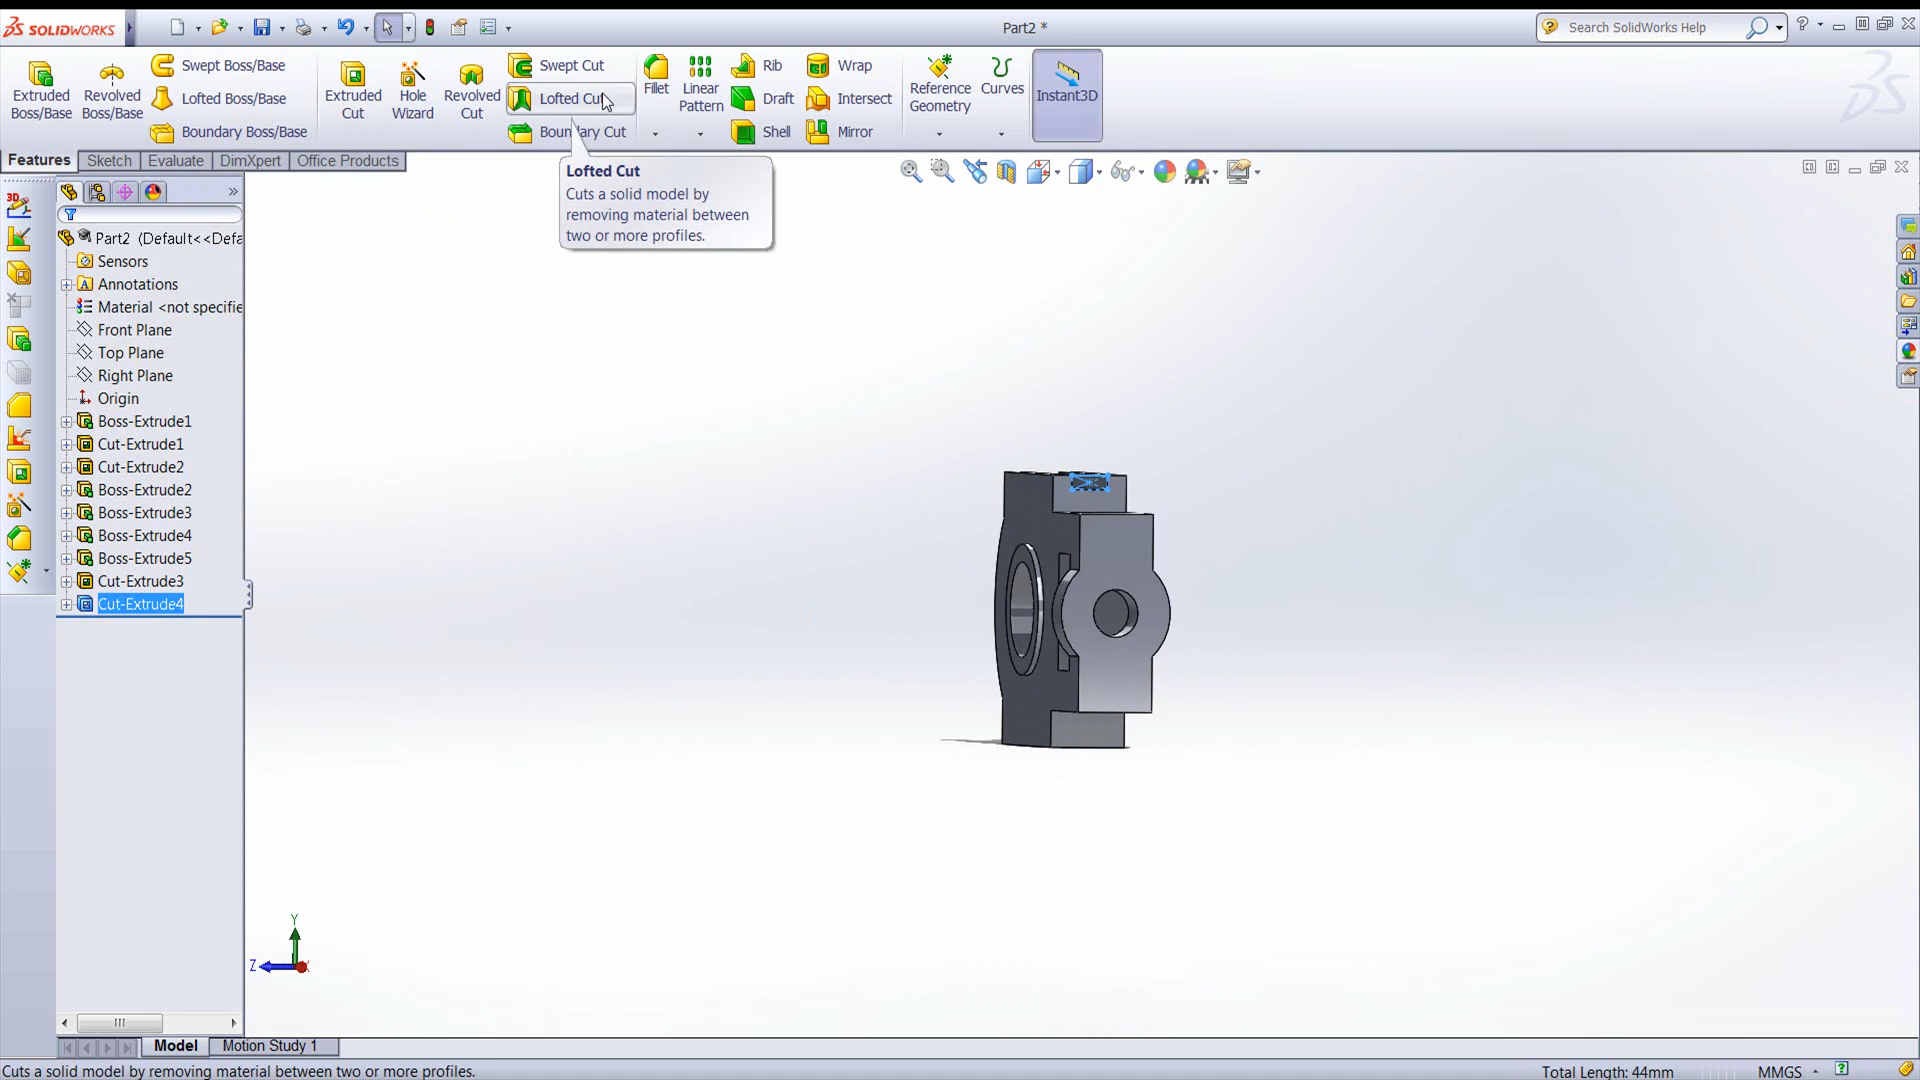 SOLIDWORKS
Part2 *
Search SolidWorks Help
Extruded Boss/Base
Revolved Boss/Base
Swept Boss/Base
Lofted Boss/Base
Boundary Boss/Base
Extruded Cut
Hole Wizard
Revolved Cut
Swept Cut
Lofted Cut
Boundary Cut
Fillet
Linear Pattern
Rib
Draft
Shell
Wrap
Intersect
Mirror
Reference Geometry
Curves
Instant3D
Features
Sketch
Evaluate
DimXpert
Office Products
Lofted Cut
Cuts a solid model by
removing material between
two or more profiles.
Part2 (Default<<Defa
Sensors
Annotations
Material <not specifie
Front Plane
Top Plane
Right Plane
Origin
Boss-Extrude1
Cut-Extrude1
Cut-Extrude2
Boss-Extrude2
Boss-Extrude3
Boss-Extrude4
Boss-Extrude5
Cut-Extrude3
Cut-Extrude4
Y
Z
Model
Motion Study 1
Cuts a solid model by removing material between two or more profiles.
Total Length: 44mm
MMGS